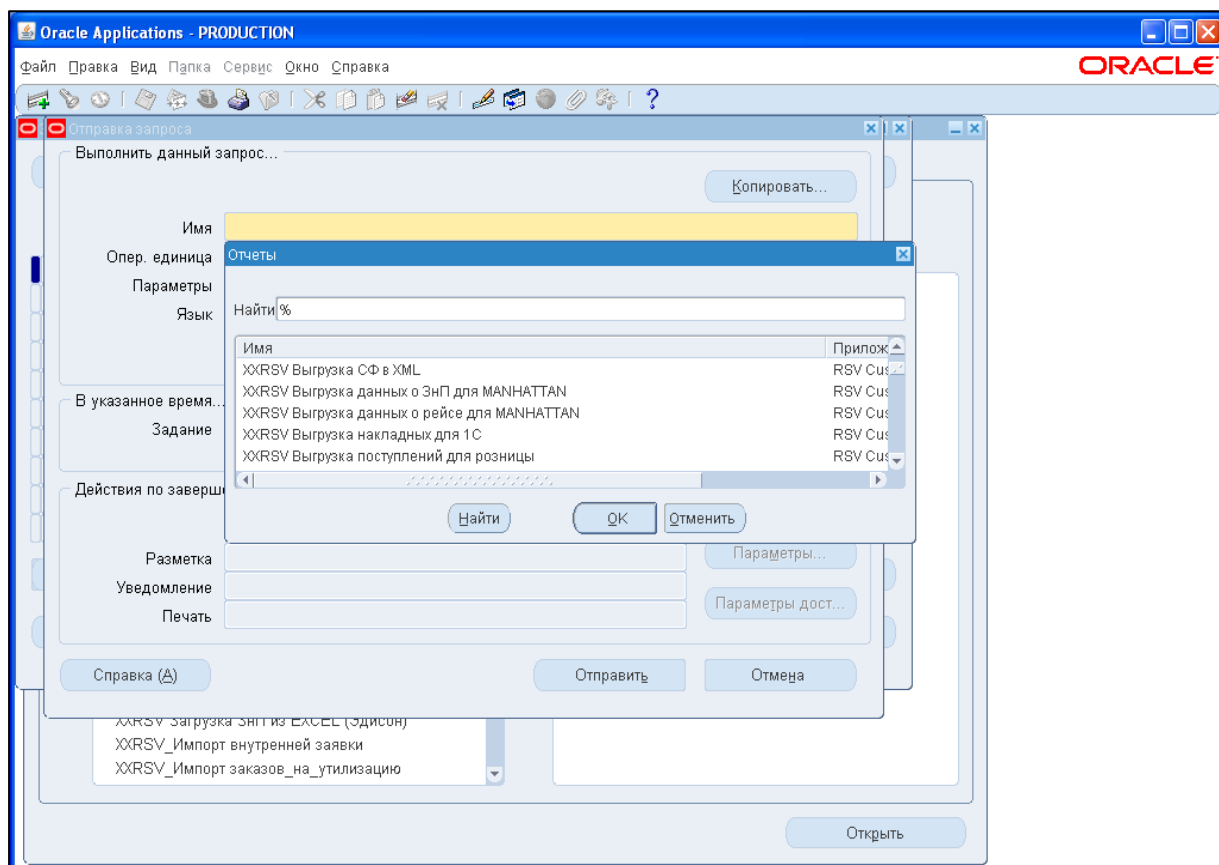 Oracle Applications - PRODUCTION
Файл Правка Вид Папка Сервис Окно Справка
ORACLE
Отправка запроса
Выполнить данный запрос...
Копировать...
Имя
Опер. единица
Параметры
Язык
Отчеты
Найти %
Имя Прилож
XXRSV Выгрузка СФ в XML RSV Cus
XXRSV Выгрузка данных о ЗнП для MANHATTAN RSV Cus
XXRSV Выгрузка данных о рейсе для MANHATTAN RSV Cus
XXRSV Выгрузка накладных для 1С RSV Cus
XXRSV Выгрузка поступлений для розницы RSV Cus
Найти OK Отменить
В указанное время...
Задание
Действия по заверш
Разметка
Параметры...
Уведомление
Параметры дост...
Печать
Справка (A) Отправить Отмена
XXRSV Загрузка ЗнП из EXCEL (Эдисон)
XXRSV_Импорт внутренней заявки
XXRSV_Импорт заказов_на_утилизацию
Открыть